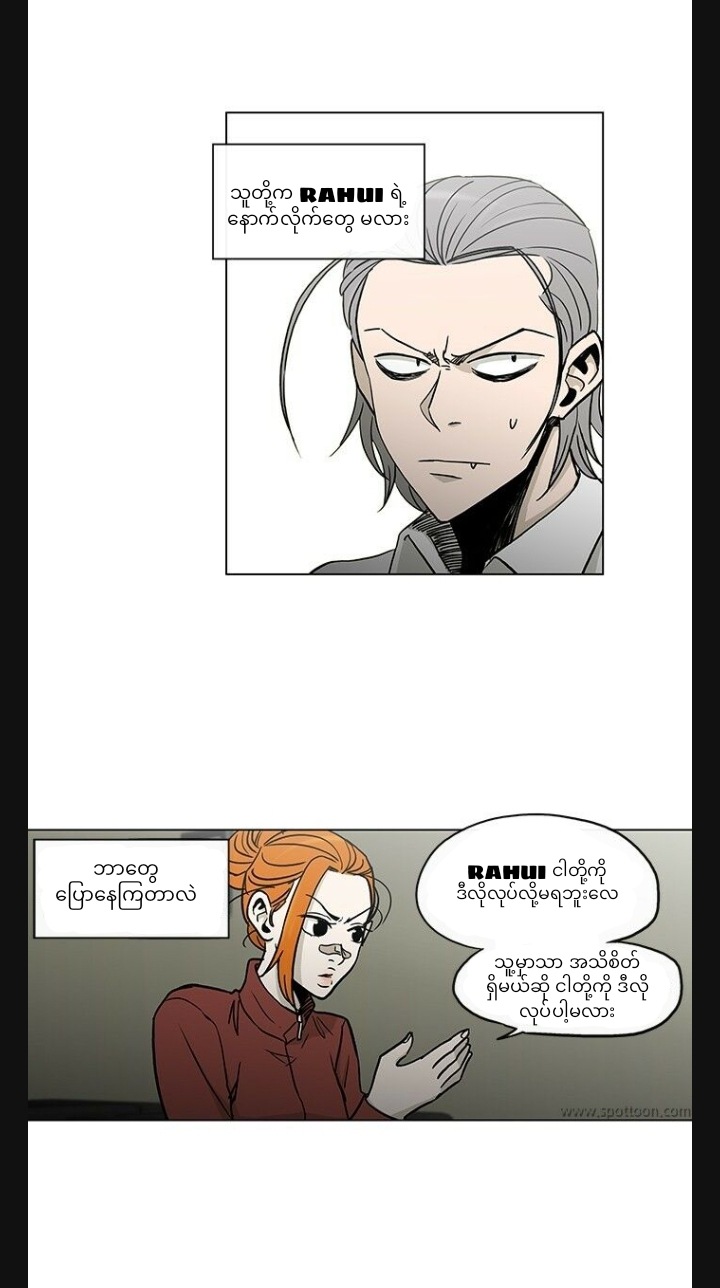 သူတို့က RAHUI ရဲ့
နောက်လိုက်တွေ မလား
ဘာတွေ
ပြောနေကြတာလဲ
RAHUI ငါတို့ကို
ဒီလိုလုပ်လို့မရဘူးလေ
သူ့မှာသာ အသိစိတ်
ရှိမယ်ဆို ငါတို့ကို ဒီလို
လုပ်ပါ့မလား
www.spottoon.com